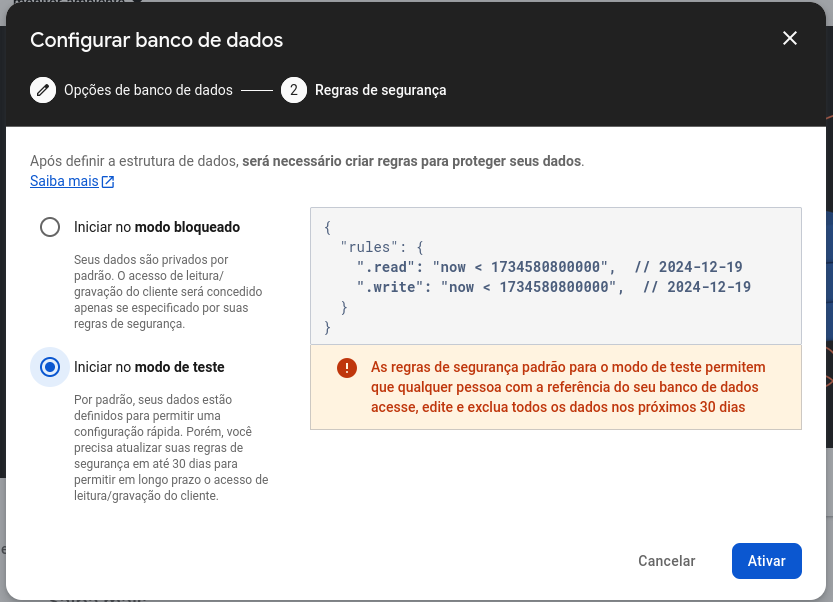 Configurar banco de dados
Opções de banco de dados
2 Regras de segurança
Após definir a estrutura de dados, será necessário criar regras para proteger seus dados.
Saiba mais
Iniciar no modo bloqueado
Seus dados são privados por
padrão. O acesso de leitura/
gravação do cliente será concedido
apenas se especificado por suas
regras de segurança.
Iniciar no modo de teste
Por padrão, seus dados estão
definidos para permitir uma
configuração rápida. Porém, você
precisa atualizar suas regras de
segurança em até 30 dias para
permitir em longo prazo o acesso de
leitura/gravação do cliente.
{
"rules": {
".read": "now < 1734580800000", // 2024-12-19
".write": "now < 1734580800000", // 2024-12-19
}
}
As regras de segurança padrão para o modo de teste permitem
que qualquer pessoa com a referência do seu banco de dados
acesse, edite e exclua todos os dados nos próximos 30 dias
Cancelar
Ativar